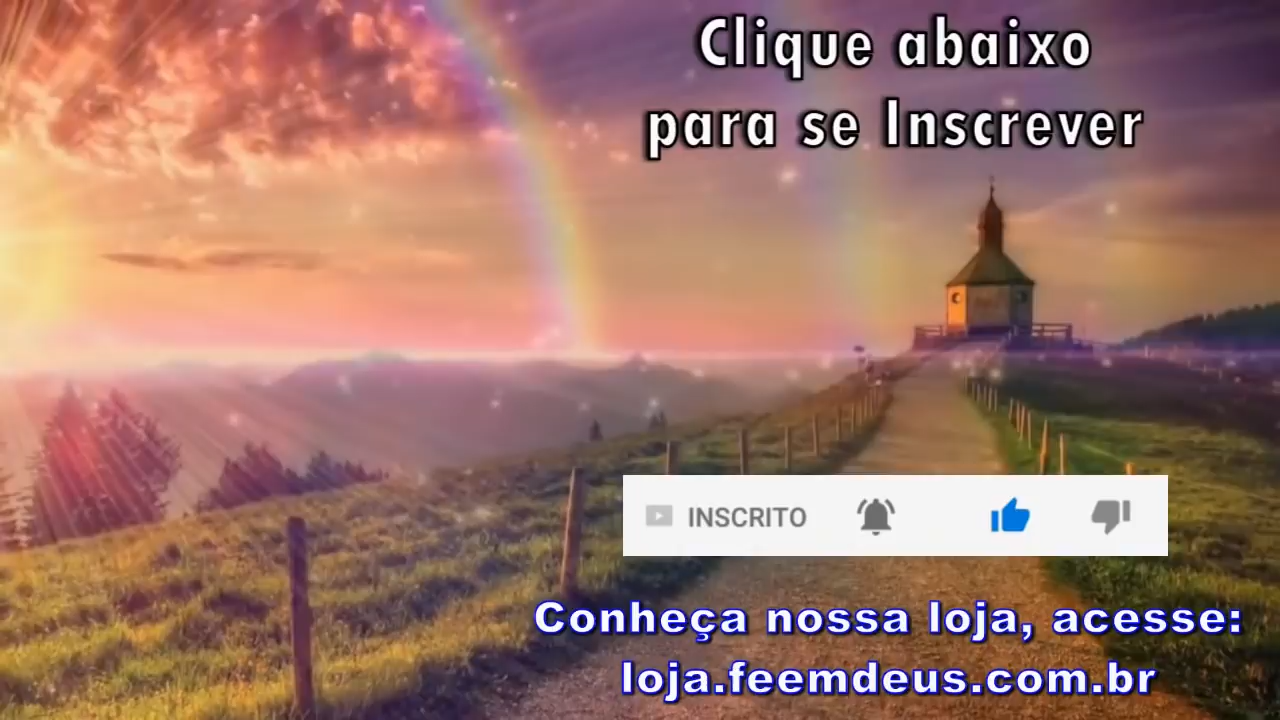 Clique abaixo
para se Inscrever
INSCRITO
Conheça nossa loja, acesse:
loja.feemdeus.com.br